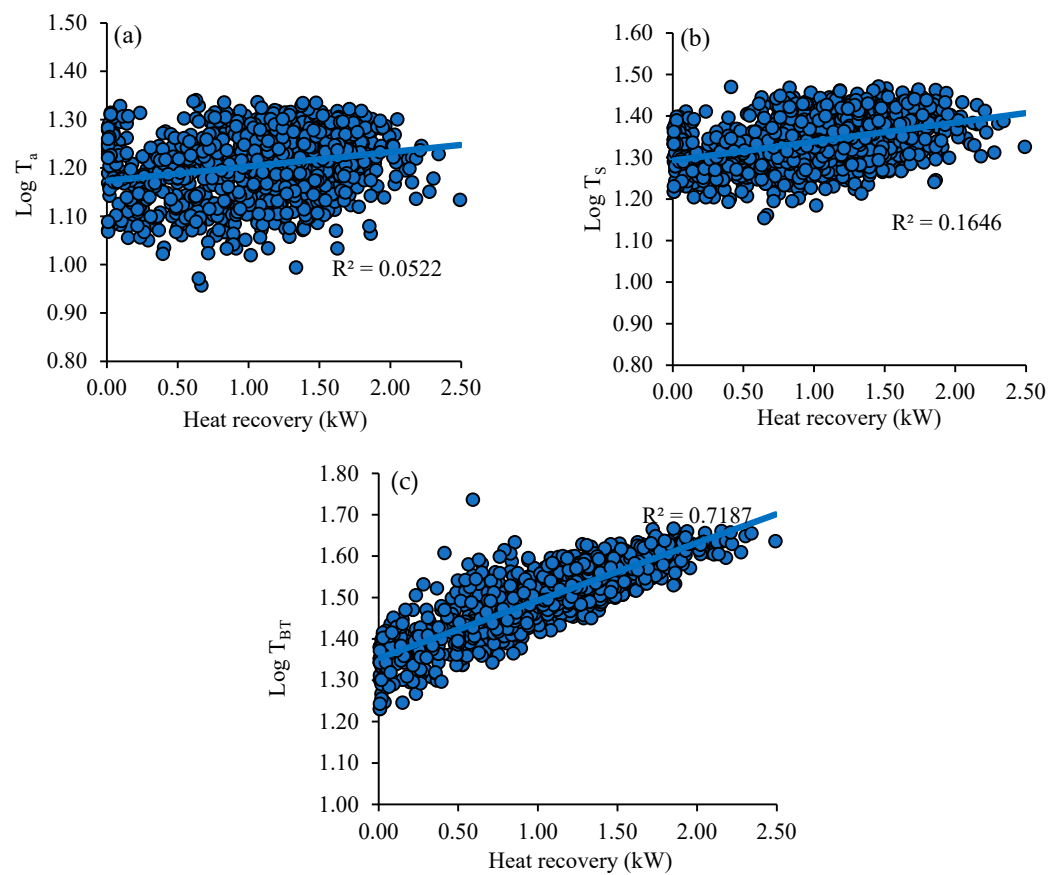 (a)
1.50
1.40
1.30
1.20
1.10
1.00
0.90
0.80
Log Ta
R² = 0.0522
0.00 0.50 1.00 1.50 2.00 2.50
Heat recovery (kW)
(b)
1.60
1.50
1.40
1.30
1.20
1.10
1.00
0.90
0.80
Log TS
R² = 0.1646
0.00 0.50 1.00 1.50 2.00 2.50
Heat recovery (kW)
(c)
1.80
1.70
1.60
1.50
1.40
1.30
1.20
1.10
1.00
Log TBT
R² = 0.7187
0.00 0.50 1.00 1.50 2.00 2.50
Heat recovery (kW)